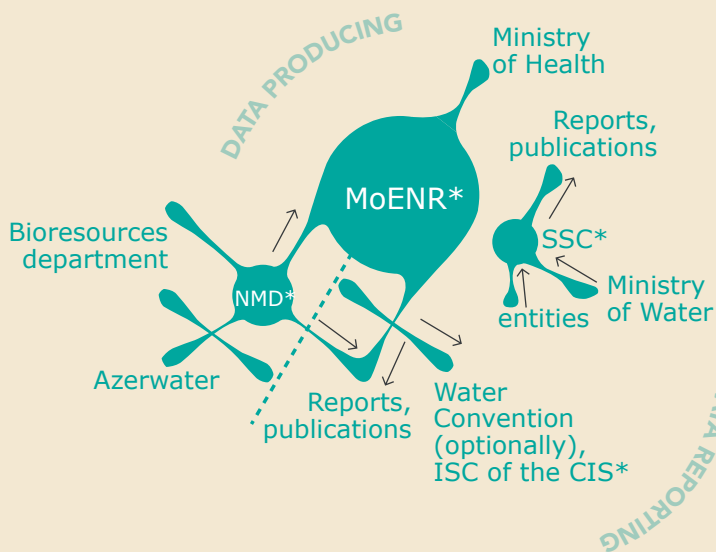 DATA PRODUCING
Ministry
of Health
Reports,
publications
MoENR*
SSC*
Bioresources
department
NMD*
Ministry
of Water
entities
Azerwater
Reports,
publications
Water
Convention
(optionally),
ISC of the CIS*
REPORTING